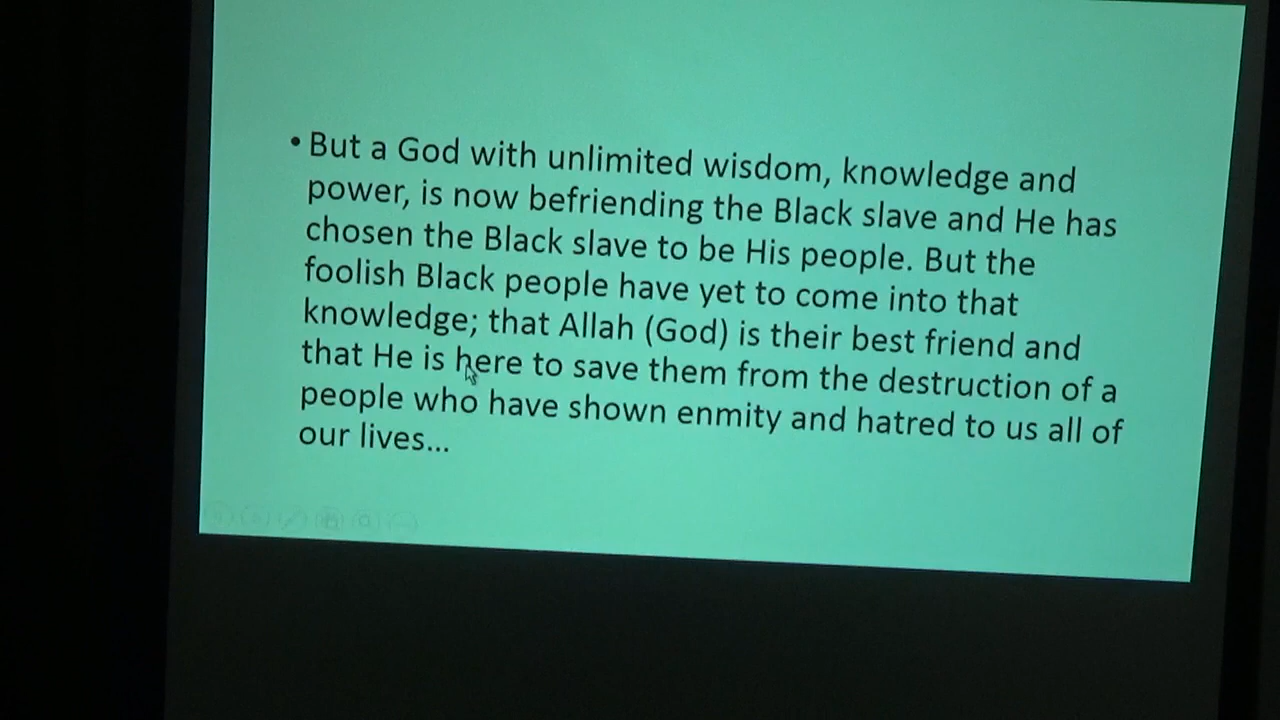 • But a God with unlimited wisdom, knowledge and
power, is now befriending the Black slave and He has
chosen the Black slave to be His people. But the
foolish Black people have yet to come into that
knowledge; that Allah (God) is their best friend and
that He is here to save them from the destruction of a
people who have shown enmity and hatred to us all of
our lives...